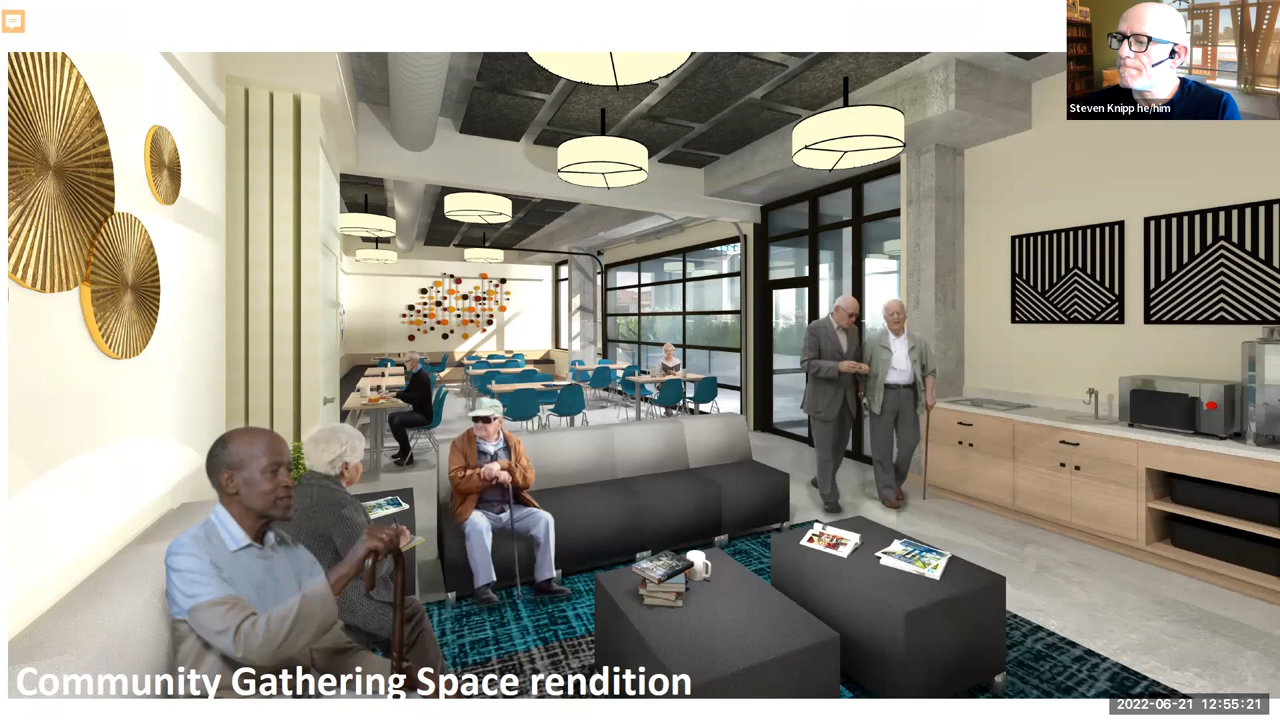 Steven Knipp he/him
Community Gathering Space rendition
2022-06-21 12:55:21